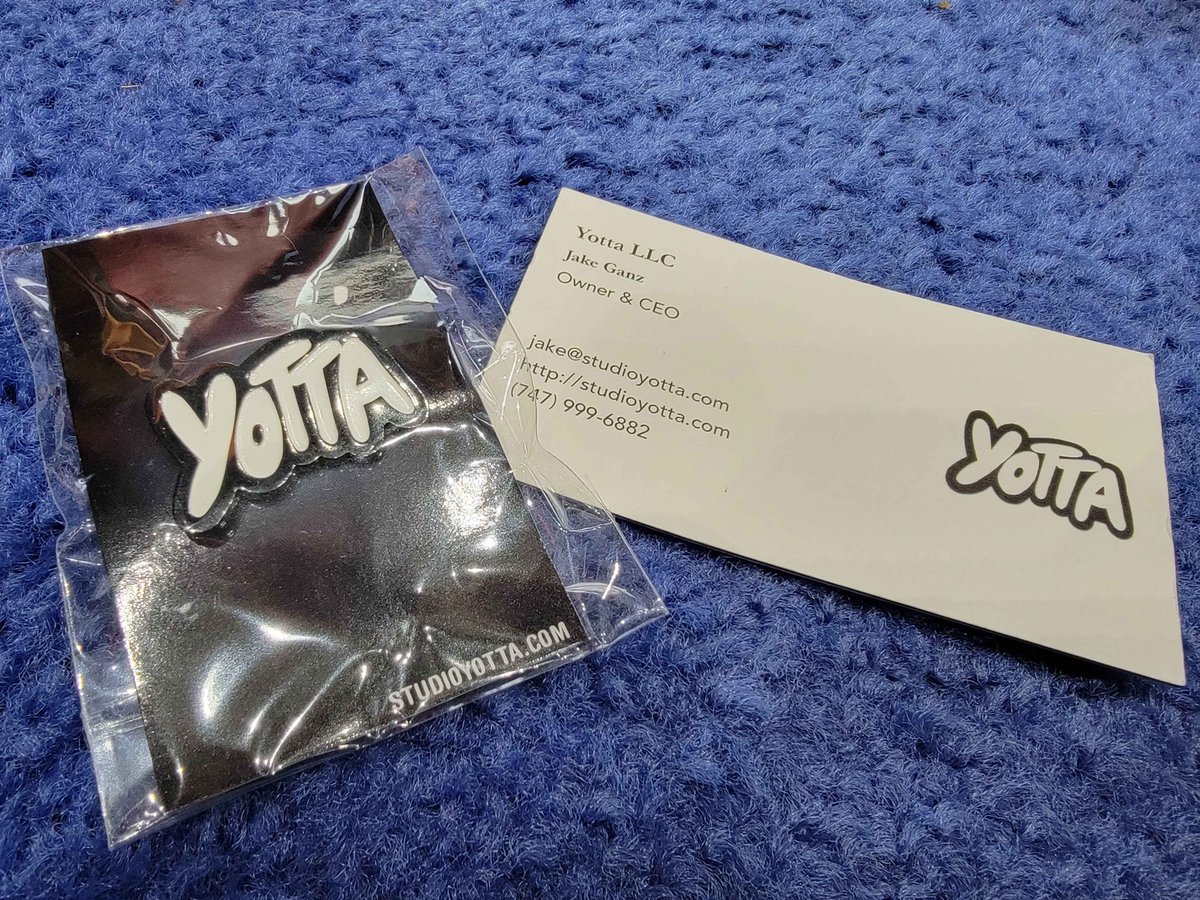 YOTTA
STUDIOYOTTA.COM
Yotta LLC
Jake Ganz
Owner & CEO
jake@studioyotta.com
http://studioyotta.com
(747) 999-6882
YOTTA